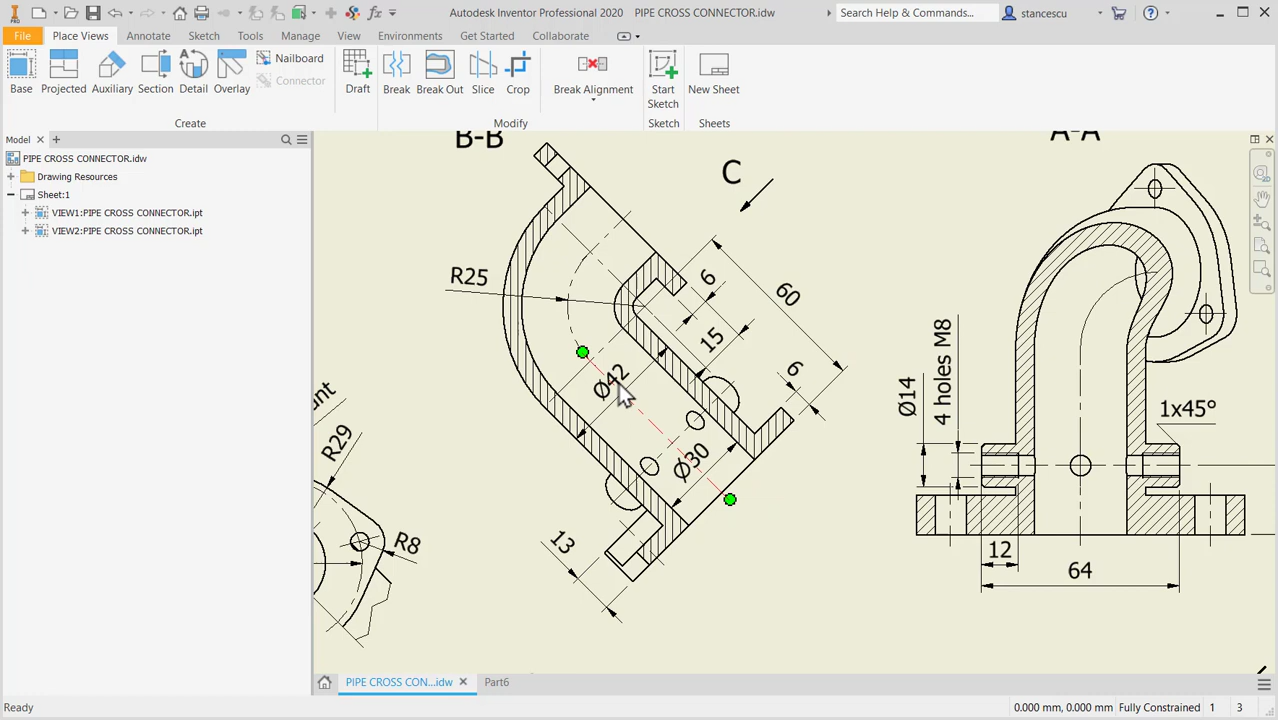 PRO
Autodesk Inventor Professional 2020 PIPE CROSS CONNECTOR.idw
Search Help & Commands...
stancescu
File
Place Views
Annotate
Sketch
Tools
Manage
View
Environments
Get Started
Collaborate
Base
Projected
Auxiliary
Section
Detail
Overlay
Nailboard
Connector
Draft
Break
Break Out
Slice
Crop
Break Alignment
Start
Sketch
New Sheet
Create
Modify
Sketch
Sheets
Model
PIPE CROSS CONNECTOR.idw
Drawing Resources
Sheet:1
VIEW1:PIPE CROSS CONNECTOR.ipt
VIEW2:PIPE CROSS CONNECTOR.ipt
B-B
C
A-A
R25
6
60
15
6
Ø42
Ø30
13
R29
R8
Ø14
4 holes M8
1x45°
12
64
PIPE CROSS CON...idw
Part6
Ready
0.000 mm, 0.000 mm
Fully Constrained
1
3